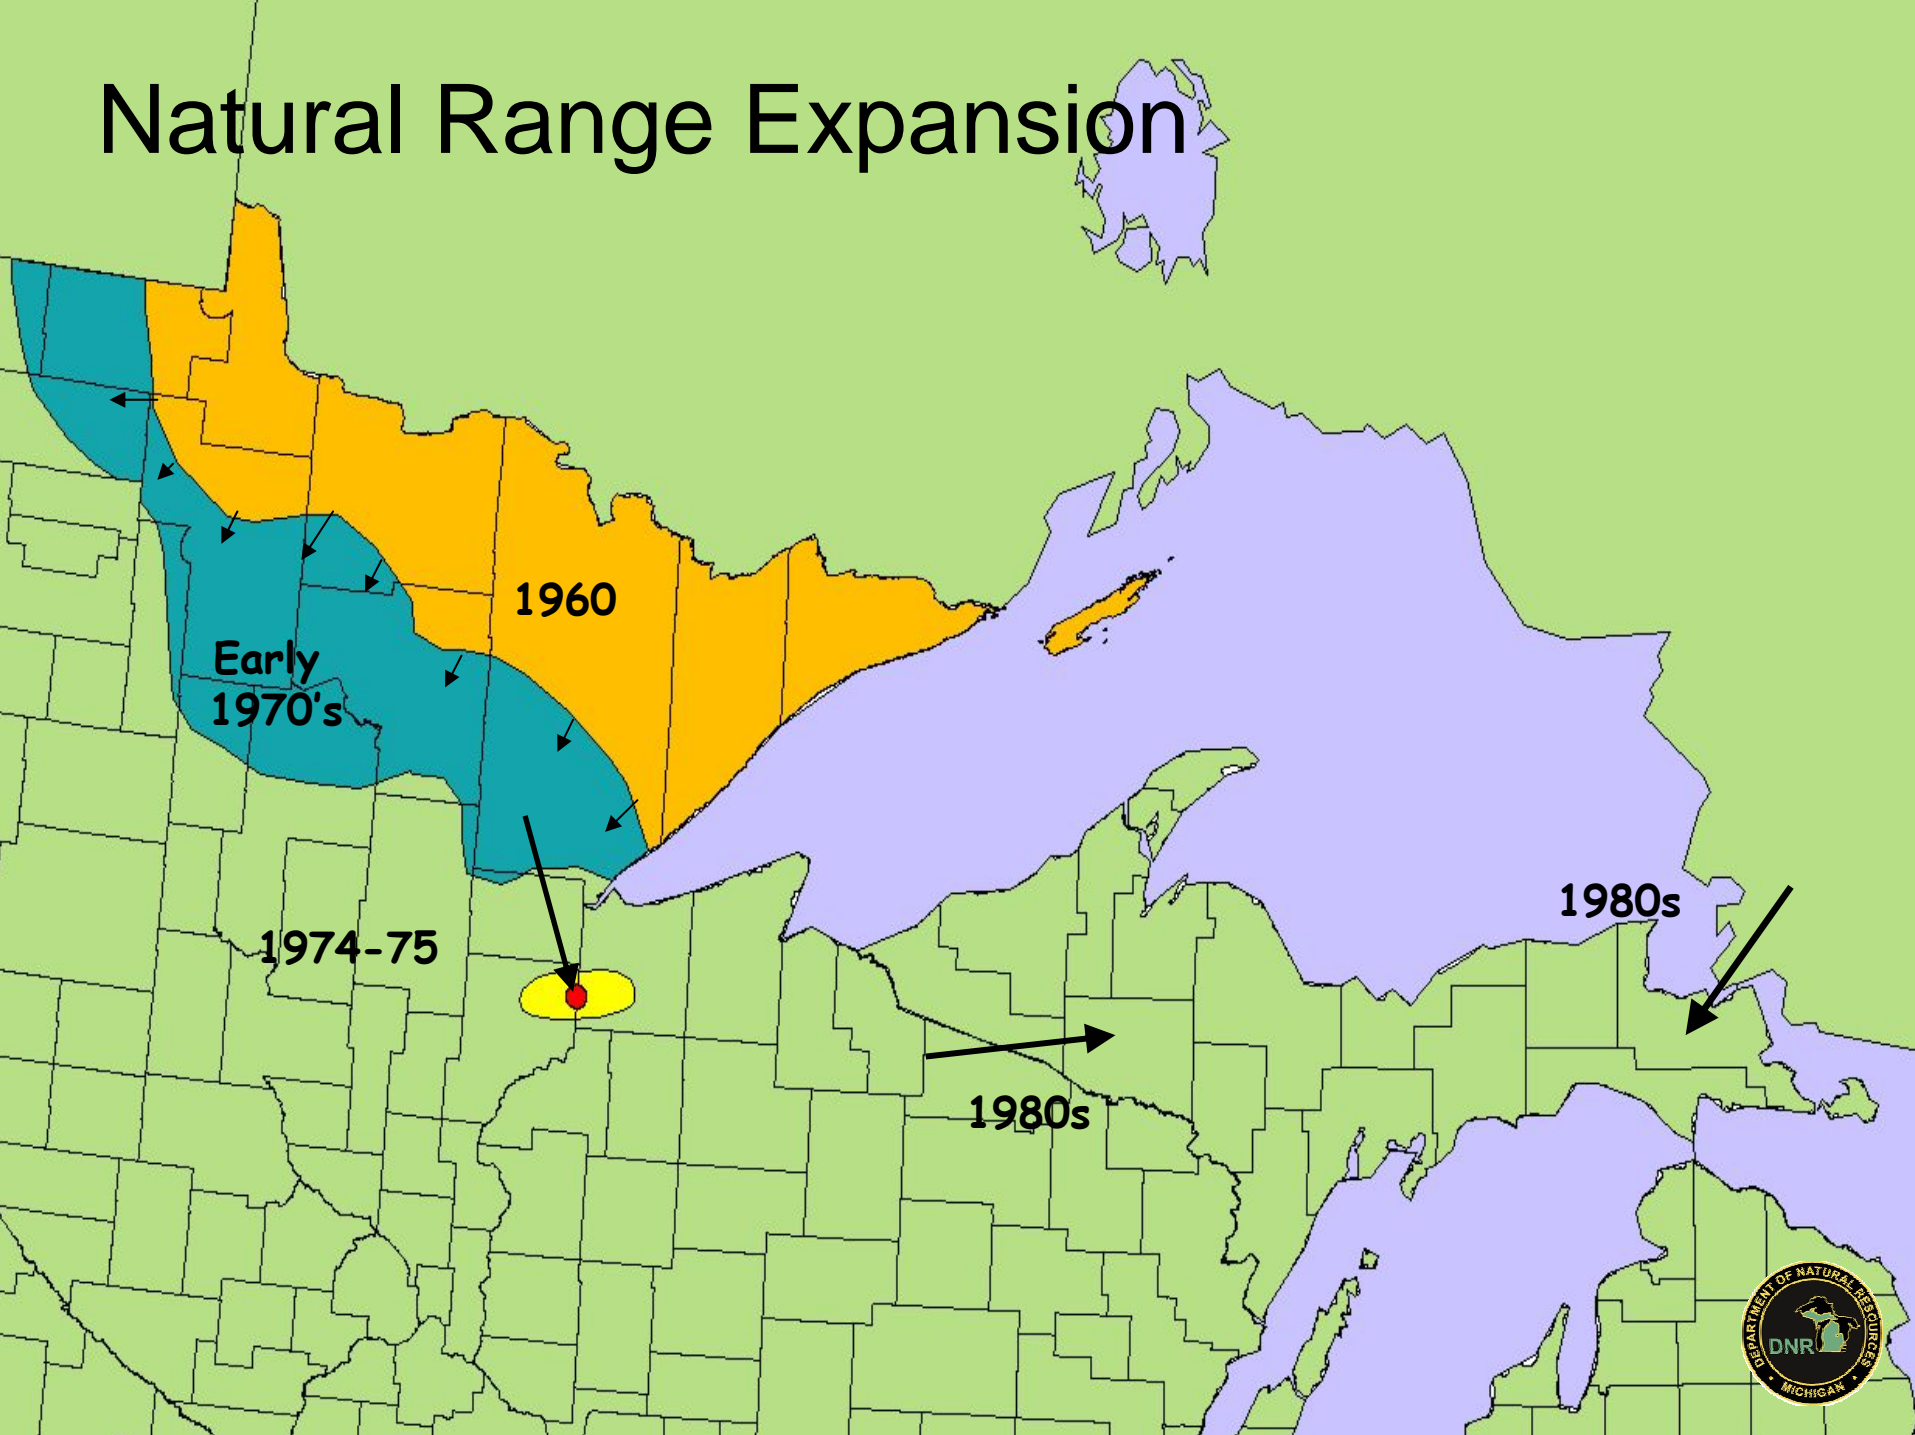 Natural Range Expansion
1960
Early
1970's
1980s
1974-75
1980s
DEPARTMENT OF NATURAL RESOURCES
DNR
MICHIGAN